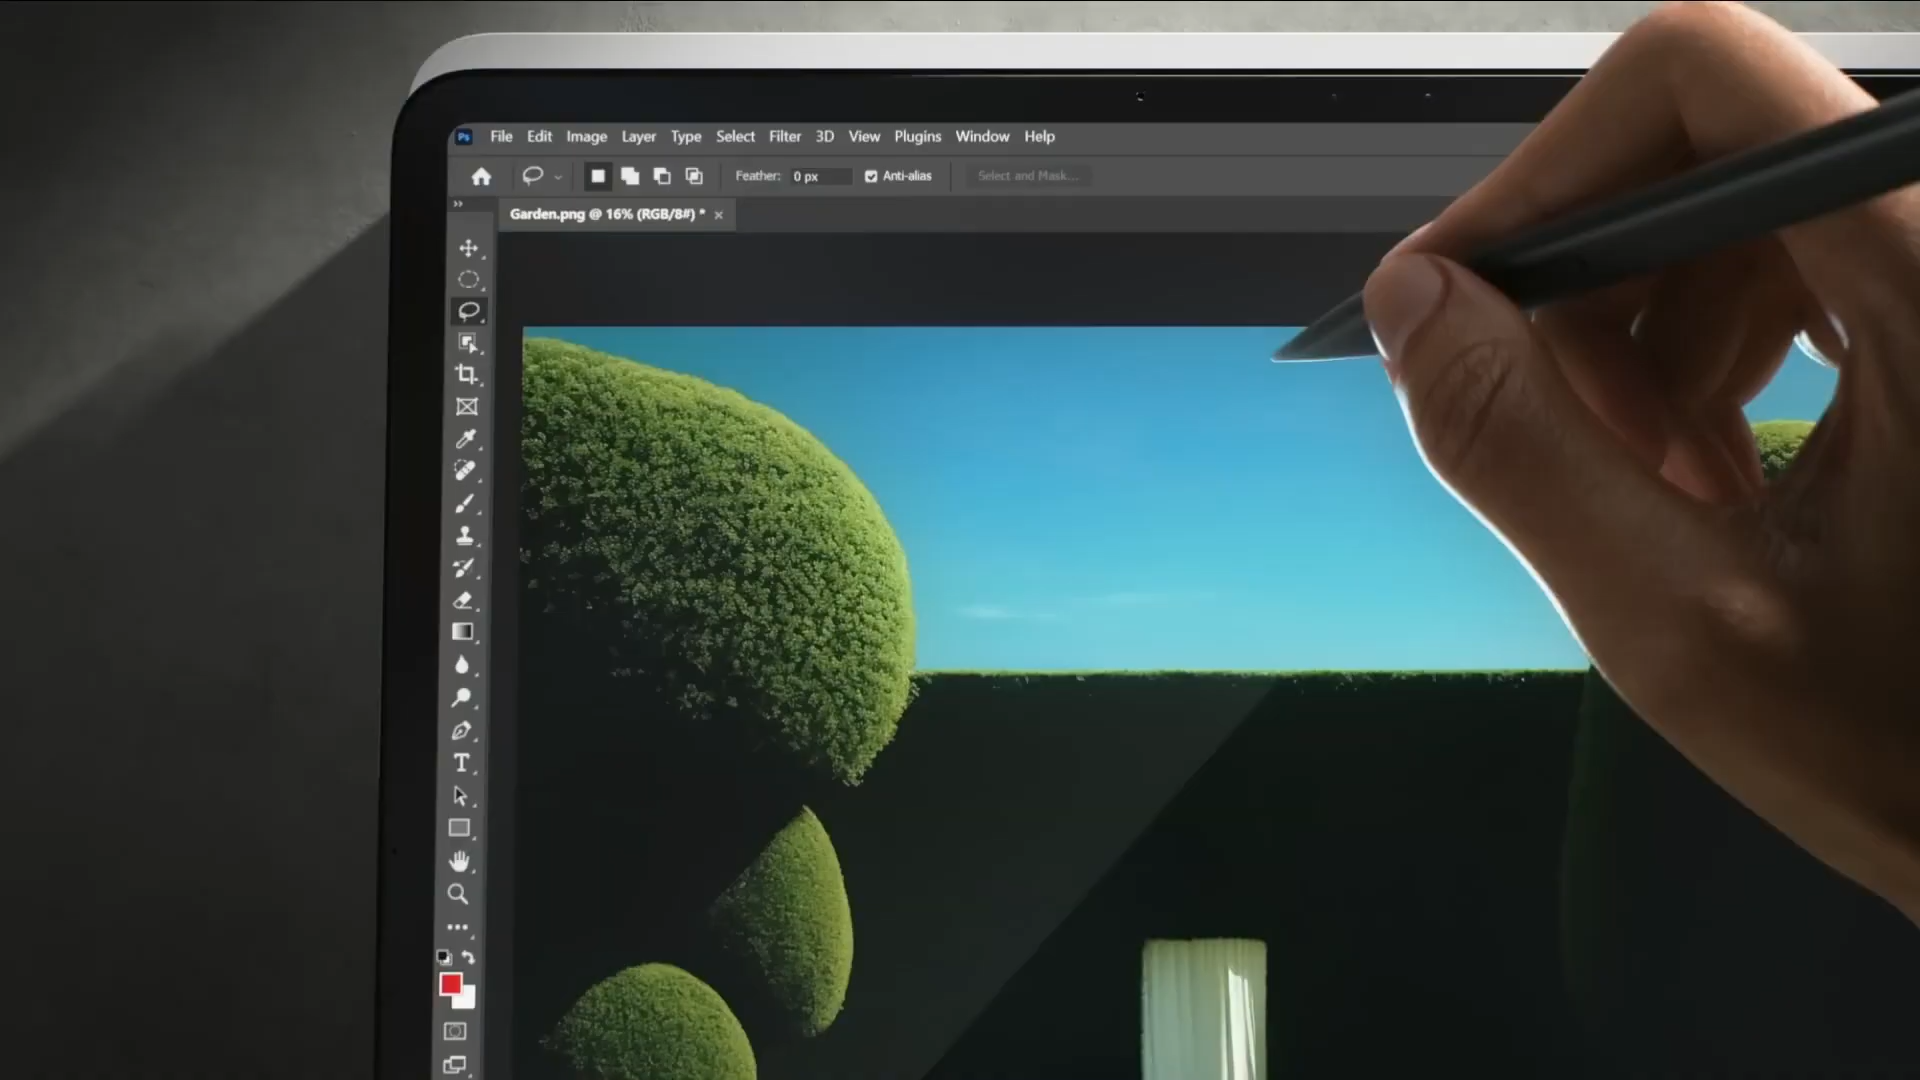 Ps File Edit Image Layer Type Select Filter 3D View Plugins Window Help
Feather: 0 px Anti-alias Select and Mask...
Garden.png @ 16% (RGB/8#) *